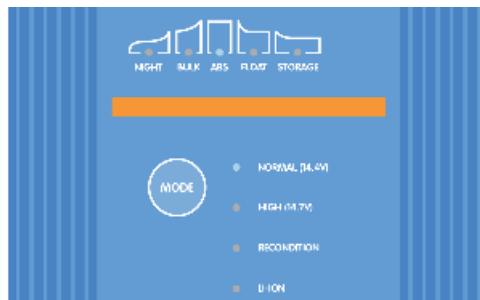 NIGHT BULK ABS FLOAT STORAGE
MODE
NORMAL (14.4V)
HIGH (14.7V)
RECONDITION
LI-ION